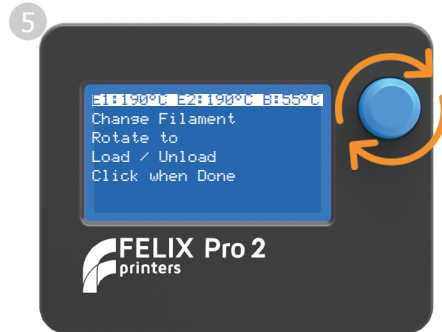 5
E1:190°C E2:190°C B:55°C
Change Filament
Rotate to
Load / Unload
Click when Done
FELIX Pro 2
printers